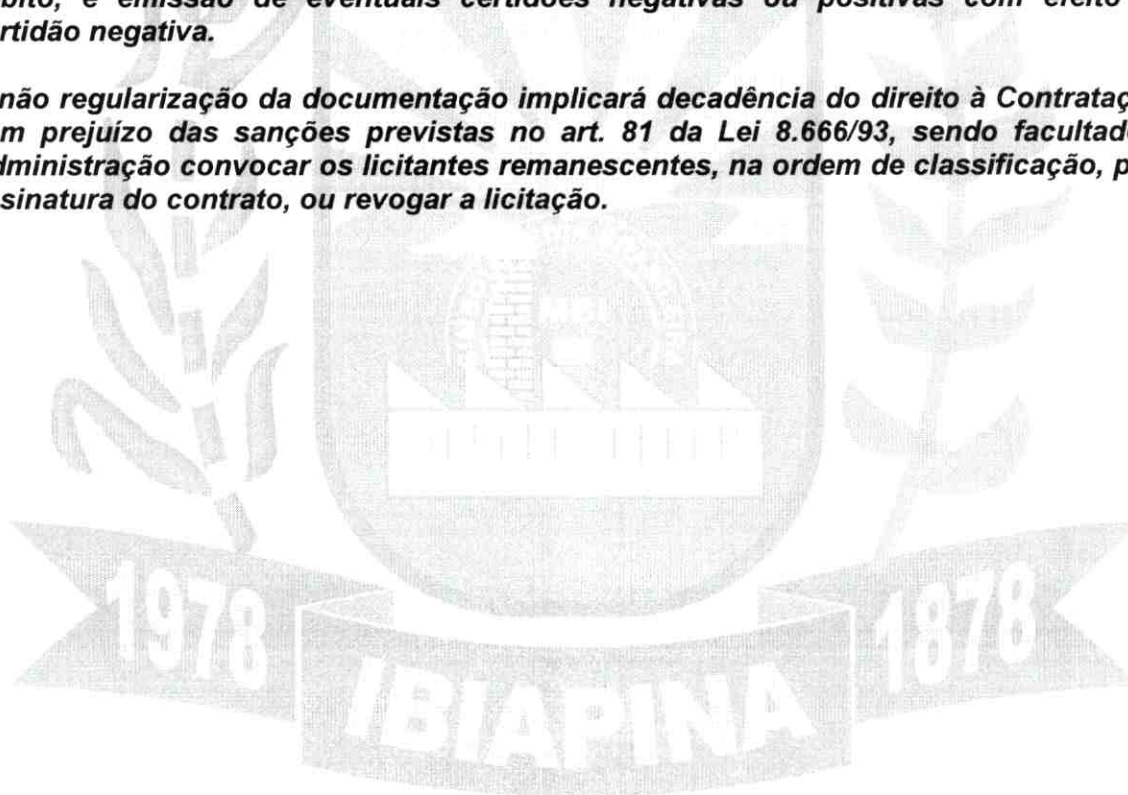 bito, e emissão de eventuais certidões negativas ou positivas com efeito
rtidão negativa.
não regularização da documentação implicará decadência do direito à Contrataç
m prejuízo das sanções previstas no art. 81 da Lei 8.666/93, sendo facultad
dministração convocar os licitantes remanescentes, na ordem de classificação, p
sinatura do contrato, ou revogar a licitação.
1978
1878
IBIAPINA